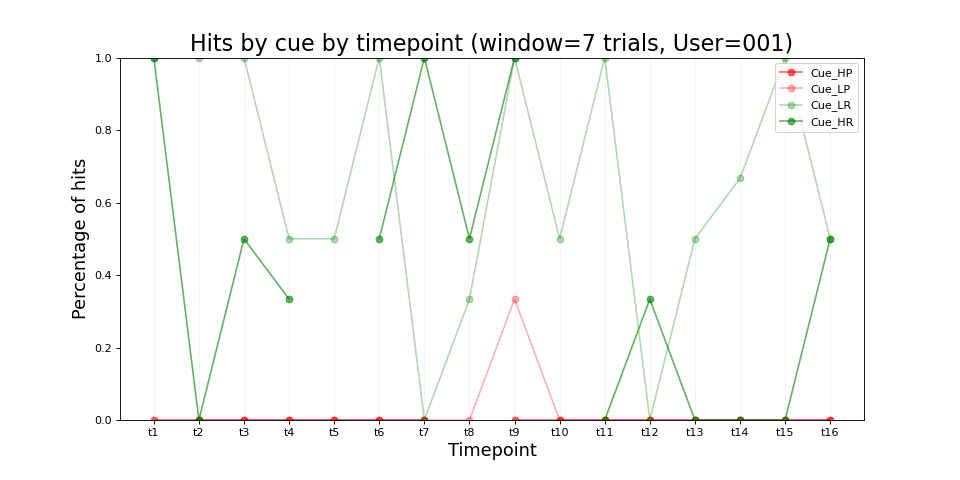 Hits by cue by timepoint (window=7 trials, User=001)
Percentage of hits
1.0
0.8
0.6
0.4
0.2
0.0
Cue_HP
Cue_LP
Cue_LR
Cue_HR
t1 t2 t3 t4 t5 t6 t7 t8 t9 t10 t11 t12 t13 t14 t15 t16
Timepoint